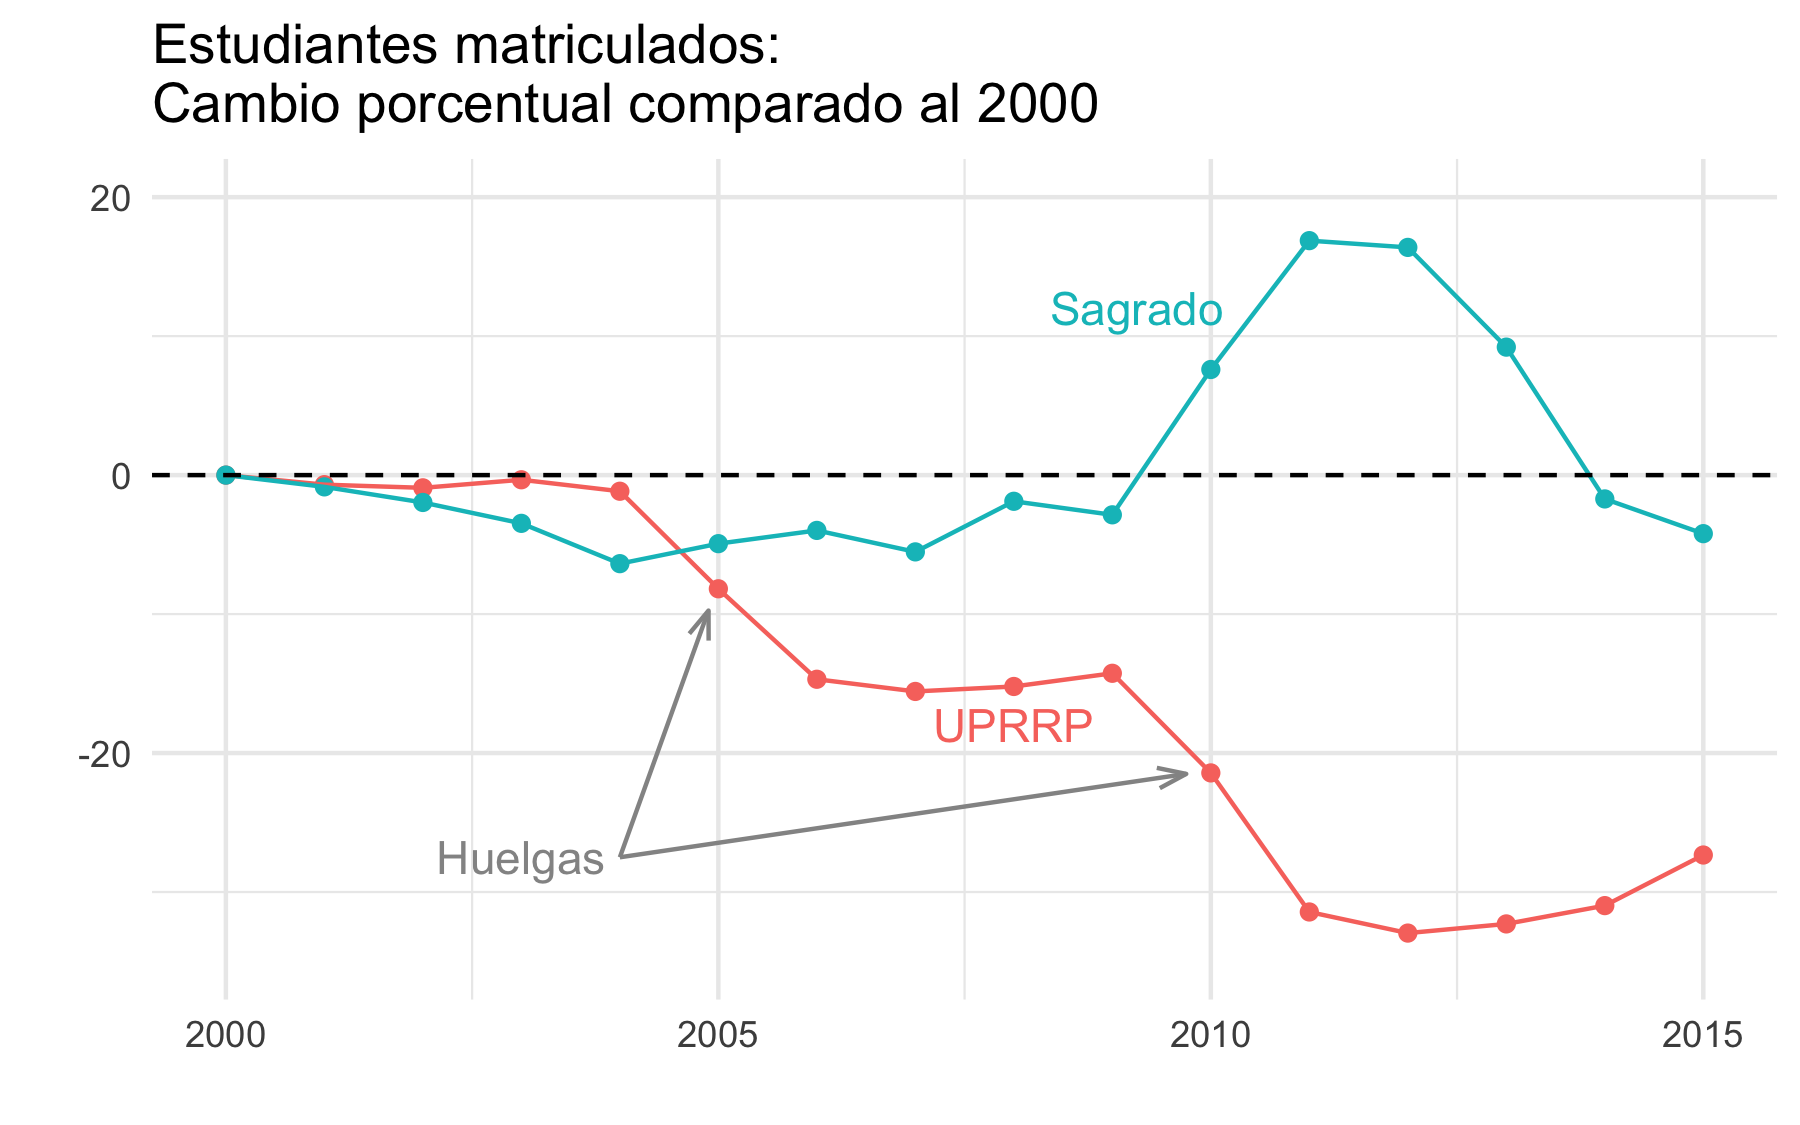 Estudiantes matriculados:
Cambio porcentual comparado al 2000
20
Sagrado
0
UPRRP
-20
Huelgas
2000 2005 2010 2015